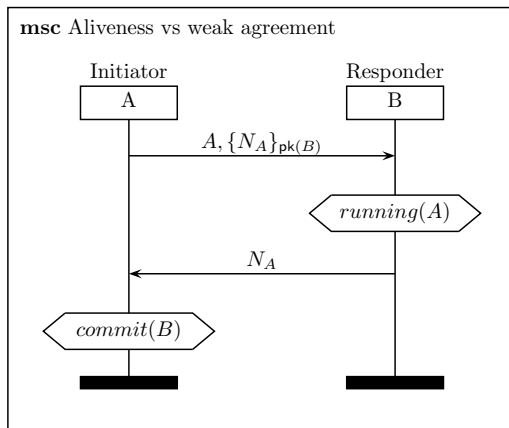 msc Aliveness vs weak agreement
Initiator
Responder
A
B
A, {N_A}_pk(B)
running(A)
N_A
commit(B)